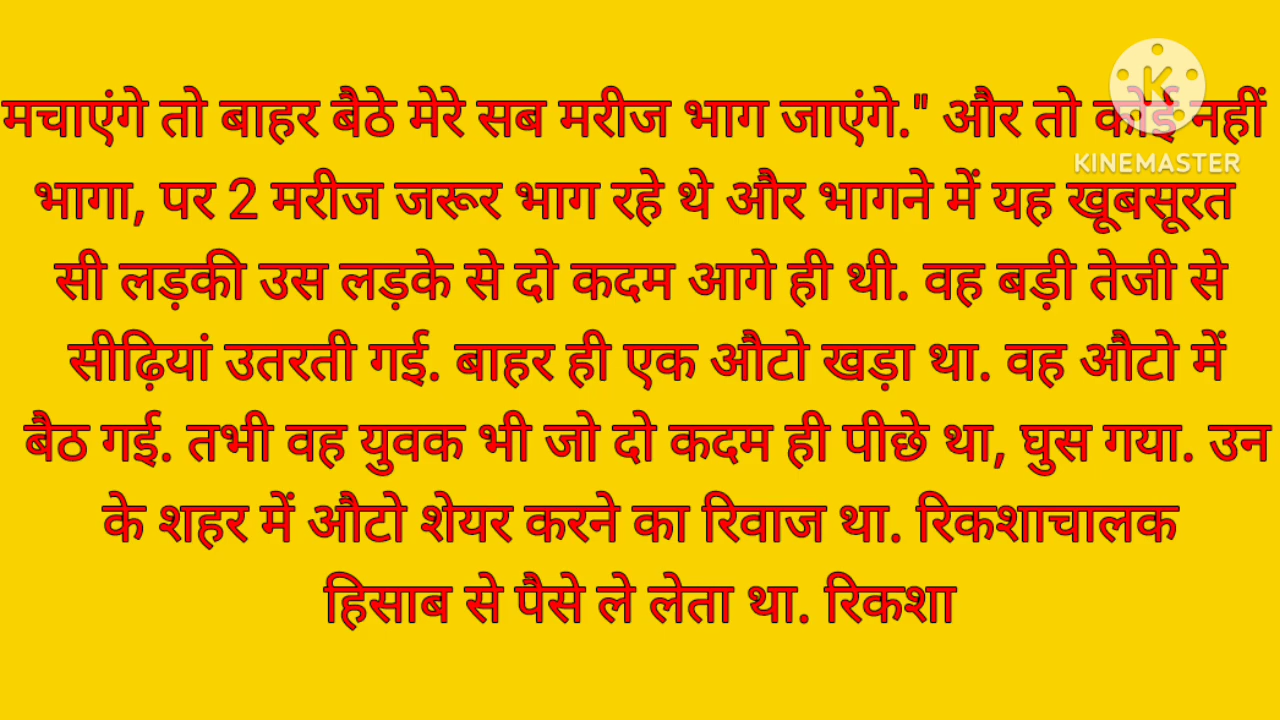 मचाएंगे तो बाहर बैठे मेरे सब मरीज भाग जाएंगे." और तो कोई नहीं
KINEMASTER
भागा, पर 2 मरीज जरूर भाग रहे थे और भागने में यह खूबसूरत
सी लड़की उस लड़के से दो कदम आगे ही थी. वह बड़ी तेजी से
सीढ़ियां उतरती गई. बाहर ही एक औटो खड़ा था. वह औटो में
बैठ गई. तभी वह युवक भी जो दो कदम ही पीछे था, घुस गया. उन
के शहर में औटो शेयर करने का रिवाज था. रिकशाचालक
हिसाब से पैसे ले लेता था. रिकशा